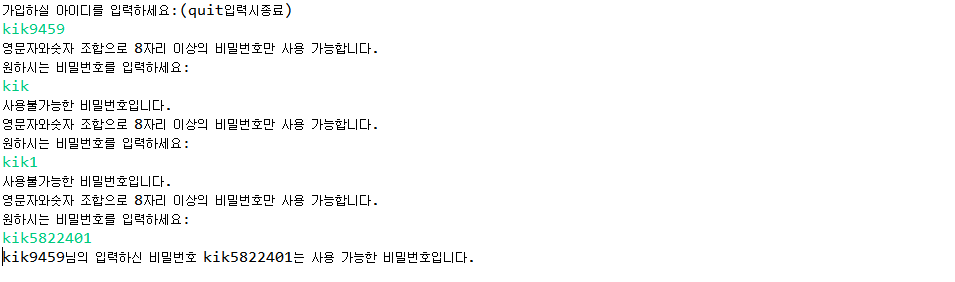 가입하실 아이디를 입력하세요:(quit입력시종료)
kik9459
영문자와숫자 조합으로 8자리 이상의 비밀번호만 사용 가능합니다.
원하시는 비밀번호를 입력하세요:
kik
사용불가능한 비밀번호입니다.
영문자와숫자 조합으로 8자리 이상의 비밀번호만 사용 가능합니다.
원하시는 비밀번호를 입력하세요:
kik1
사용불가능한 비밀번호입니다.
영문자와숫자 조합으로 8자리 이상의 비밀번호만 사용 가능합니다.
원하시는 비밀번호를 입력하세요:
kik5822401
kik9459님의 입력하신 비밀번호 kik5822401는 사용 가능한 비밀번호입니다.